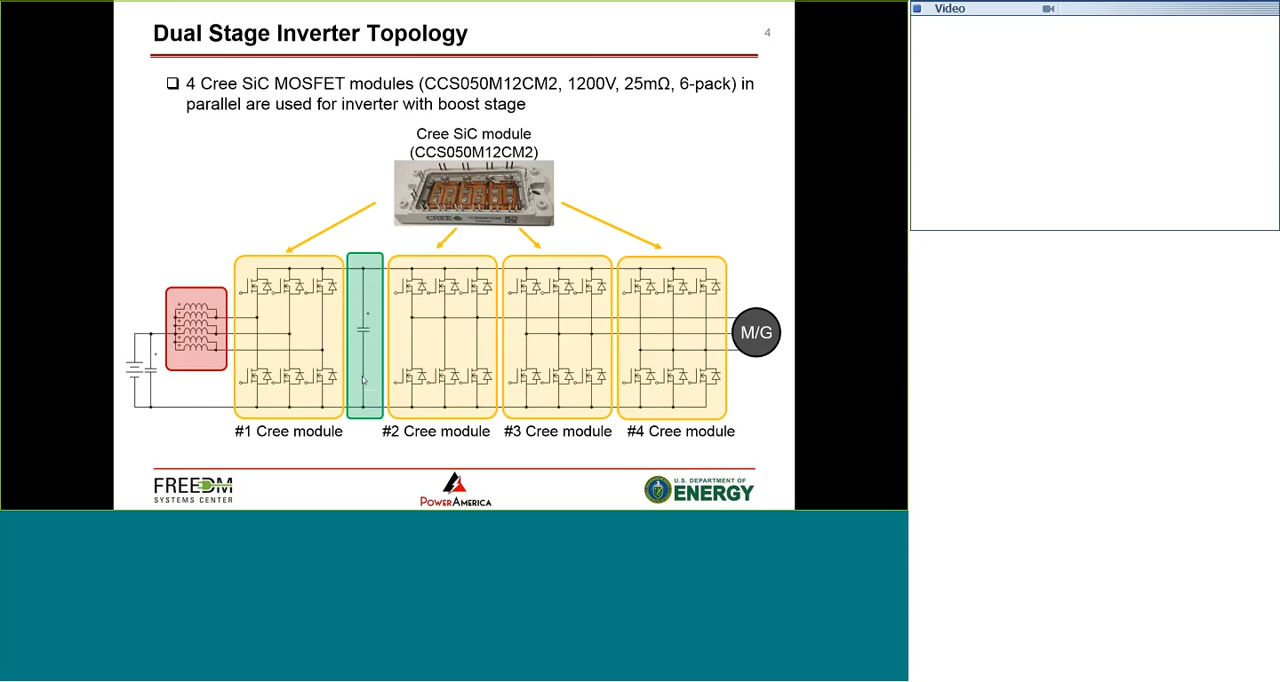 Video
Dual Stage Inverter Topology
4
4 Cree SiC MOSFET modules (CCS050M12CM2, 1200V, 25mΩ, 6-pack) in
parallel are used for inverter with boost stage
Cree SiC module
(CCS050M12CM2)
CREE
M/G
#1 Cree module
#2 Cree module
#3 Cree module
#4 Cree module
FREEDM
SYSTEMS CENTER
POWERAMERICA
U.S. DEPARTMENT OF
ENERGY